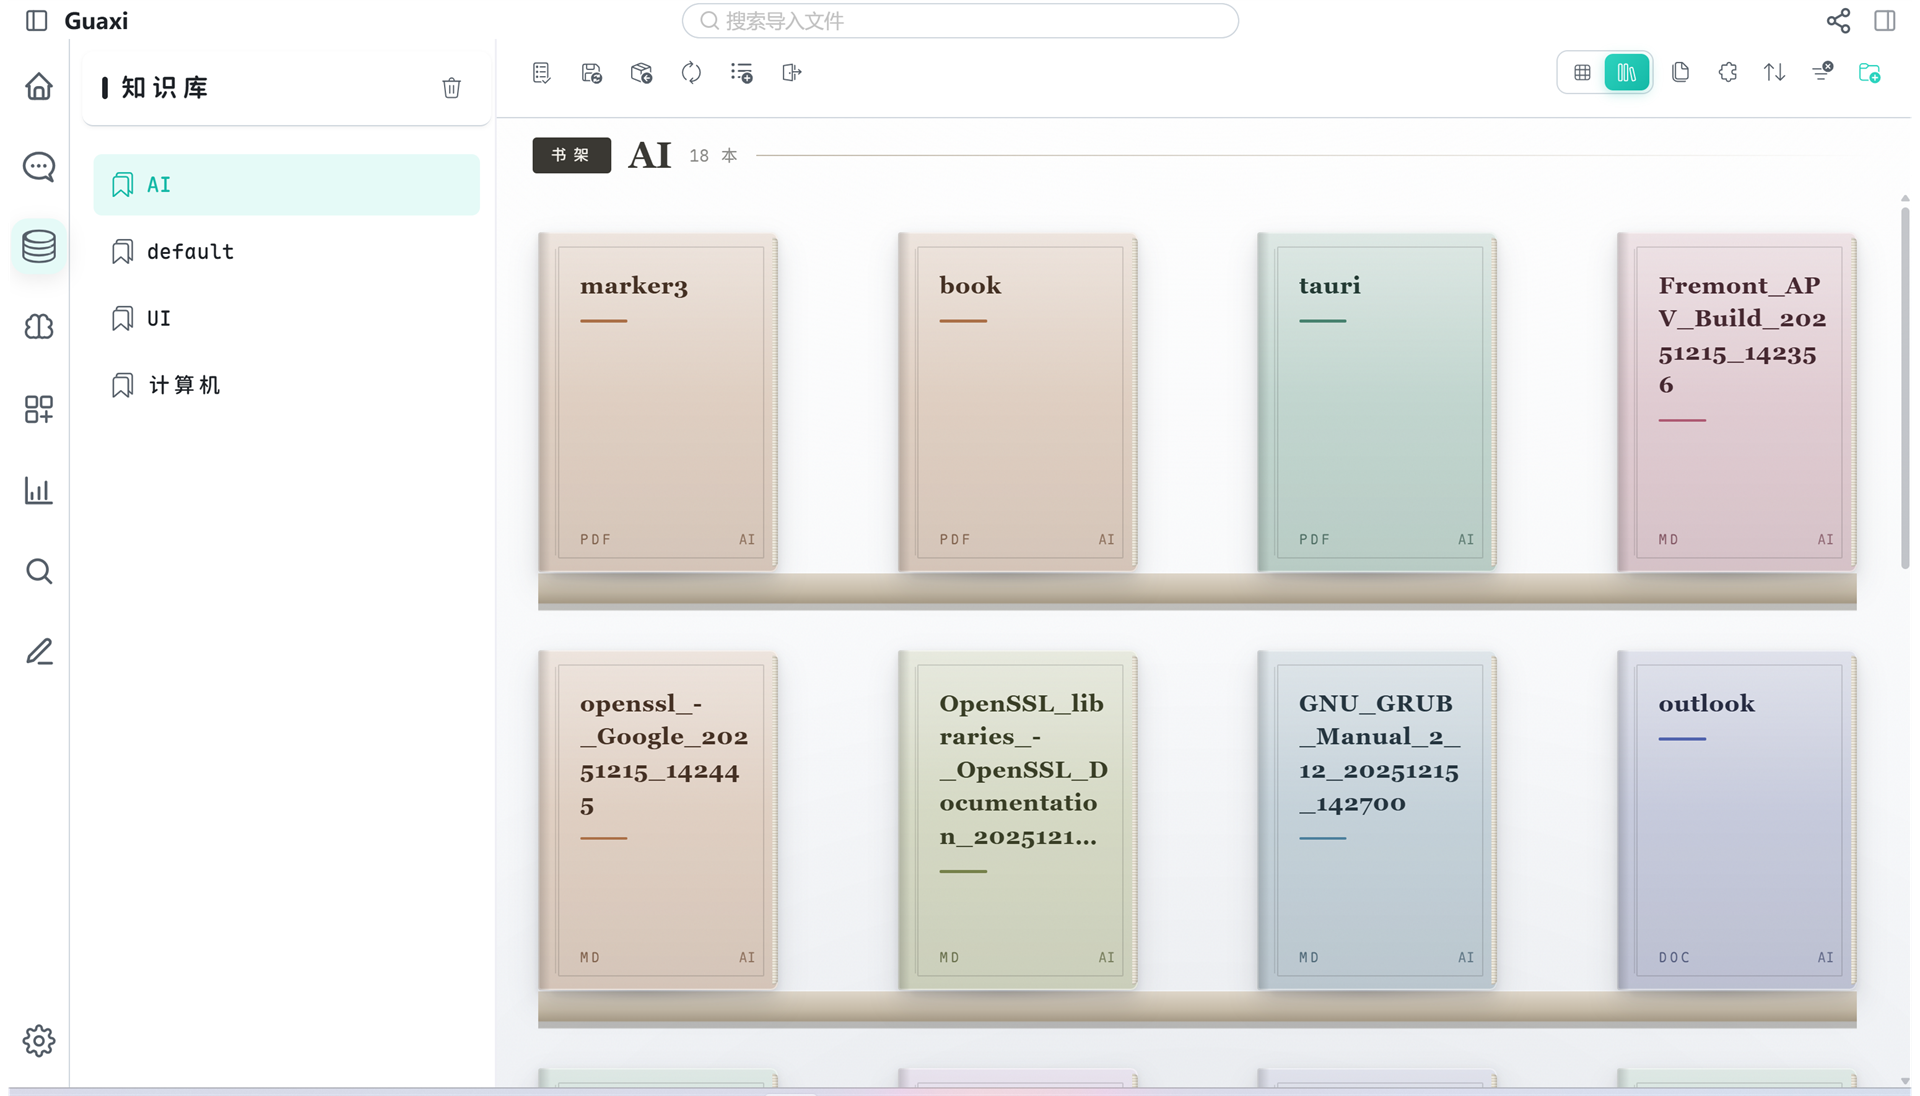 Guaxi
搜索导入文件
知识库
AI
default
UI
计算机
书架
AI
18 本
marker3
PDF
AI
book
PDF
AI
tauri
PDF
AI
Fremont_AP
V_Build_202
51215_14235
6
MD
AI
openssl_-
_Google_202
51215_14244
5
MD
AI
OpenSSL_lib
raries_-
_OpenSSL_D
ocumentatio
n_2025121...
MD
AI
GNU_GRUB
_Manual_2_
12_20251215
_142700
MD
AI
outlook
DOC
AI